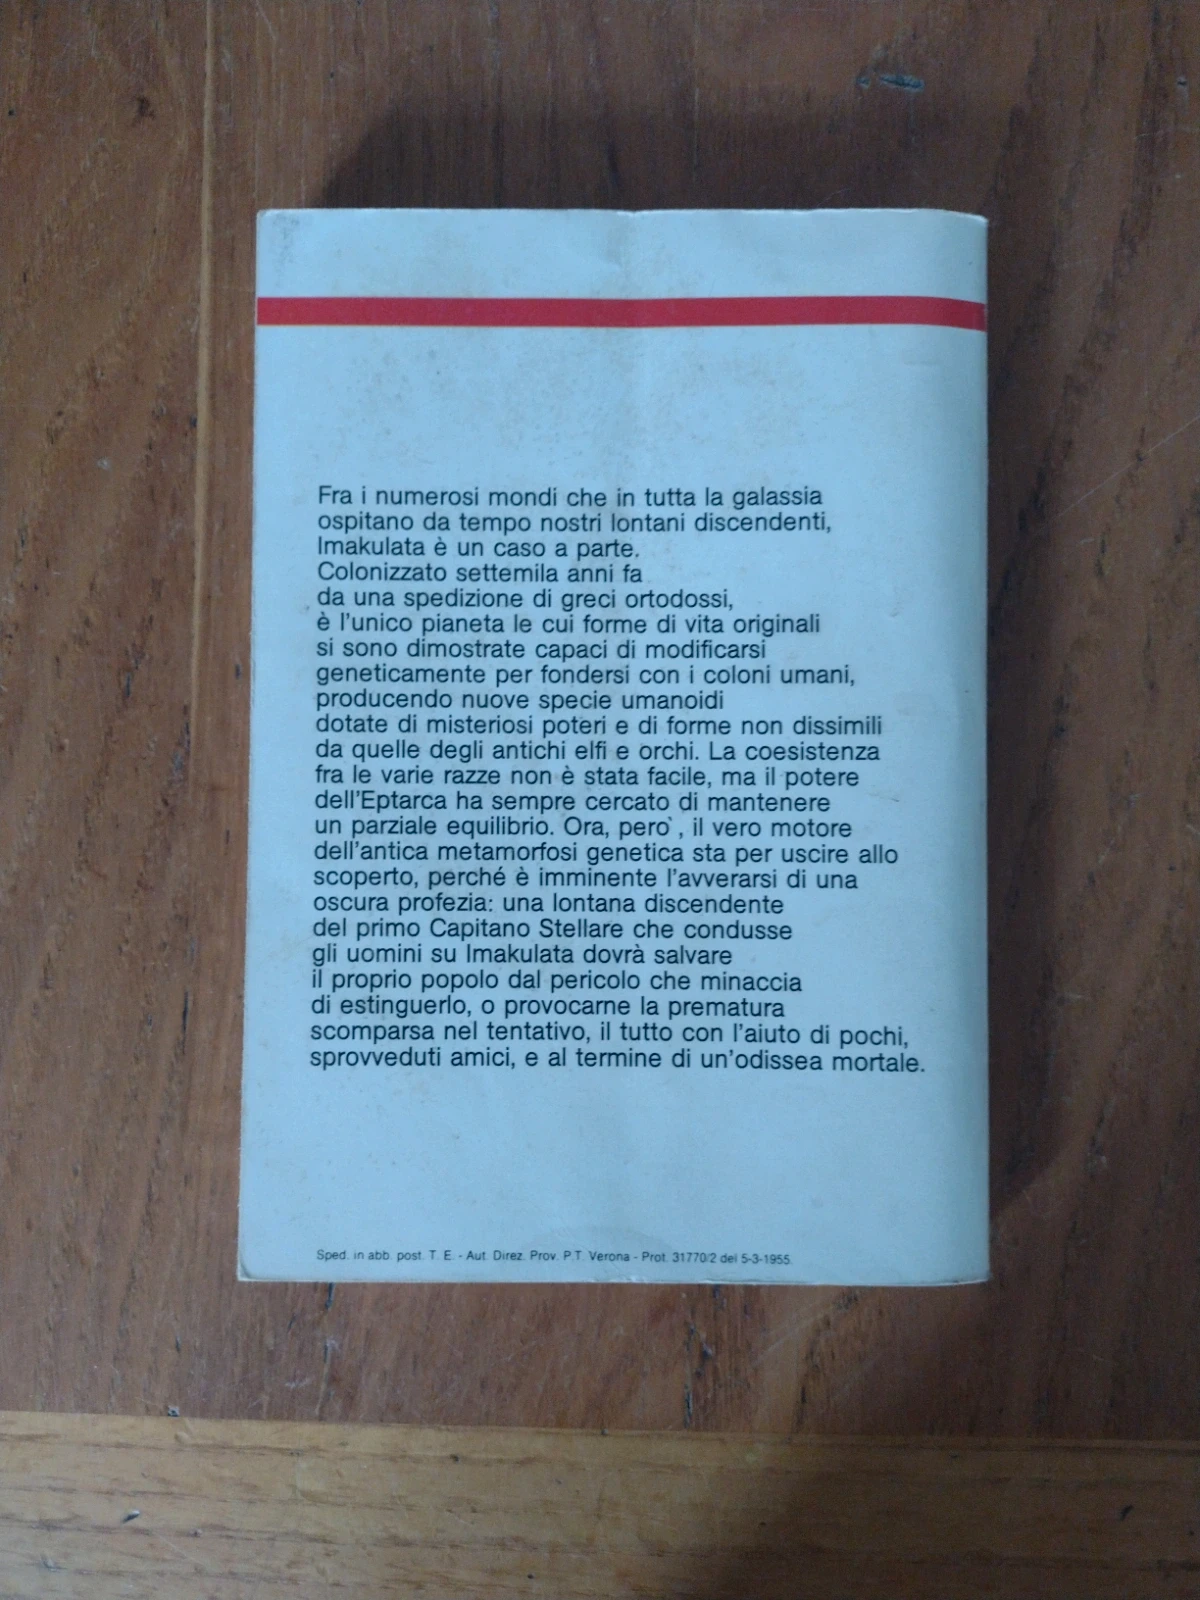 Fra i numerosi mondi che in tutta la galassia
ospitano da tempo nostri lontani discendenti,
Imakulata è un caso a parte.
Colonizzato settemila anni fa
da una spedizione di greci ortodossi,
è l'unico pianeta le cui forme di vita originali
si sono dimostrate capaci di modificarsi
geneticamente per fondersi con i coloni umani,
producendo nuove specie umanoidi
dotate di misteriosi poteri e di forme non dissimili
da quelle degli antichi elfi e orchi. La coesistenza
fra le varie razze non è stata facile, ma il potere
dell'Eptarca ha sempre cercato di mantenere
un parziale equilibrio. Ora, pero`, il vero motore
dell'antica metamorfosi genetica sta per uscire allo
scoperto, perché è imminente l'avverarsi di una
oscura profezia: una lontana discendente
del primo Capitano Stellare che condusse
gli uomini su Imakulata dovrà salvare
il proprio popolo dal pericolo che minaccia
di estinguerlo, o provocarne la prematura
scomparsa nel tentativo, il tutto con l'aiuto di pochi,
sprovveduti amici, e al termine di un'odissea mortale.
Sped. in abb. post. T. E. - Aut. Direz. Prov. P.T. Verona - Prot. 31770/2 del 5-3-1955.